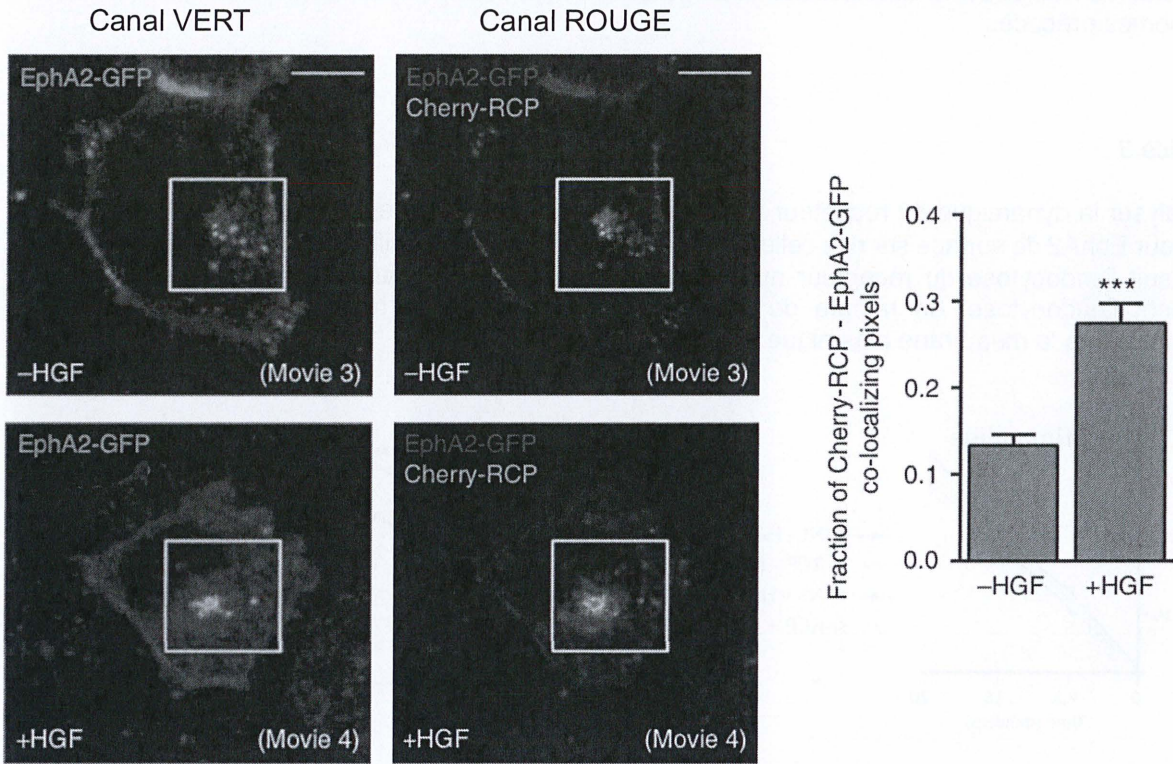 Canal VERT
Canal ROUGE
EphA2-GFP
–HGF
(Movie 3)
EphA2-GFP
Cherry-RCP
–HGF
(Movie 3)
EphA2-GFP
+HGF
(Movie 4)
EphA2-GFP
Cherry-RCP
+HGF
(Movie 4)
Fraction of Cherry-RCP - EphA2-GFP
co-localizing pixels
0.4
0.3
0.2
0.1
0.0
***
–HGF
+HGF